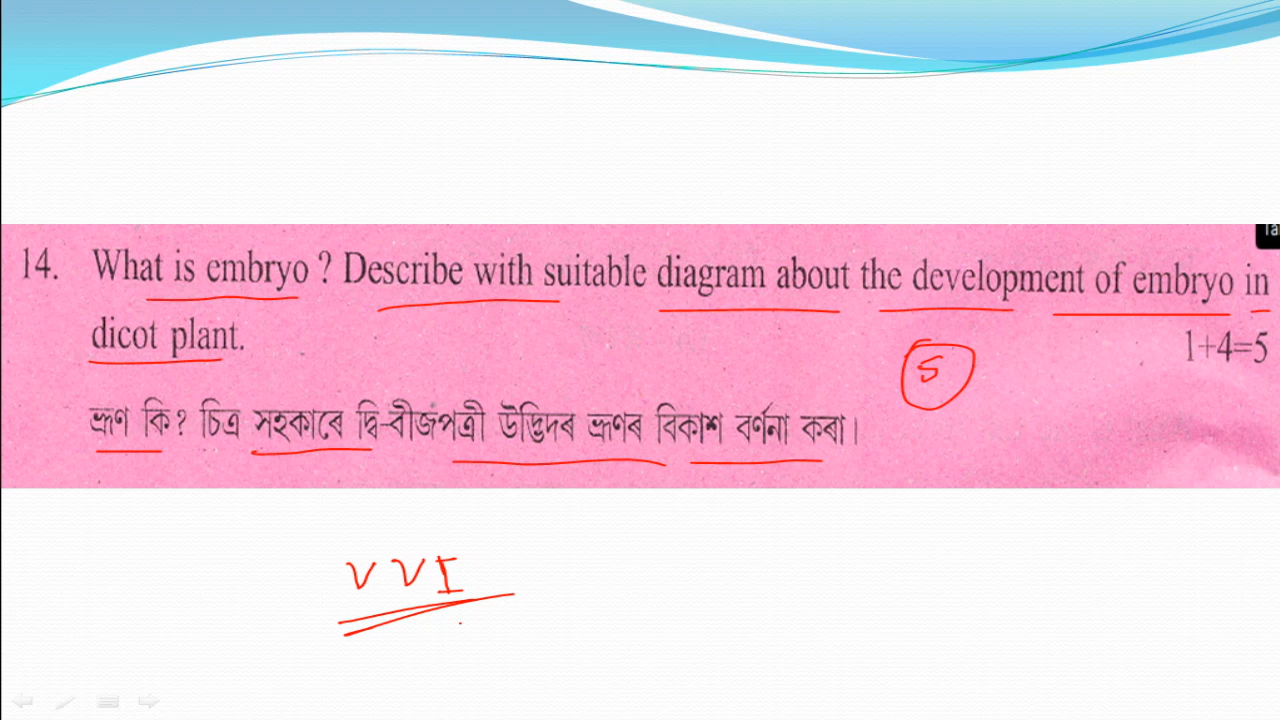 Ta
14. What is embryo ? Describe with suitable diagram about the development of embryo in
dicot plant.
1+4=5
5
ভ্ৰূণ কি? চিত্ৰ সহকাৰে দ্বি-বীজপত্ৰী উদ্ভিদৰ ভ্ৰূণৰ বিকাশ বৰ্ণনা কৰা।
V V I